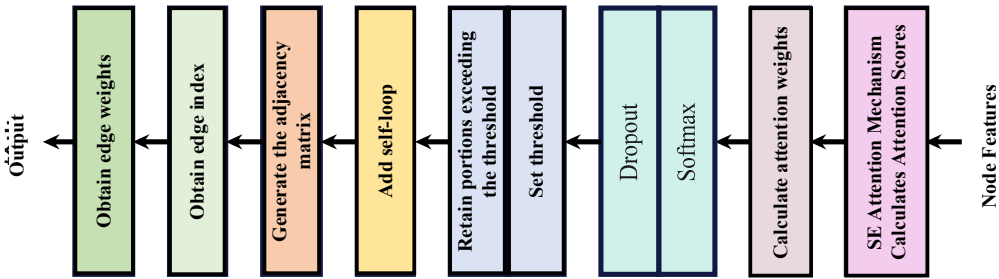 Output
Obtain edge weights
Obtain edge index
Generate the adjacency
matrix
Add self-loop
Retain portions exceeding
the threshold
Set threshold
Dropout
Softmax
Calculate attention weights
SE Attention Mechanism
Calculates Attention Scores
Node Features